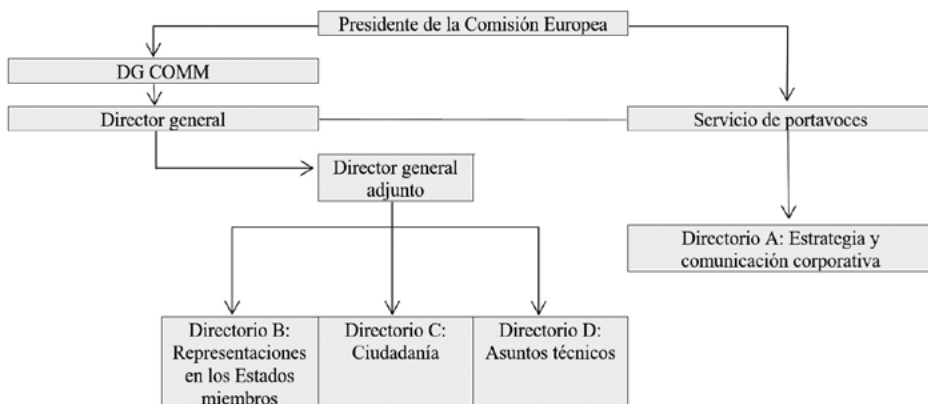 Presidente de la Comisión Europea
DG COMM
Director general
Servicio de portavoces
Director general
adjunto
Directorio A: Estrategia y
comunicación corporativa
Directorio B:
Representaciones
en los Estados
miembros
Directorio C:
Ciudadanía
Directorio D:
Asuntos técnicos